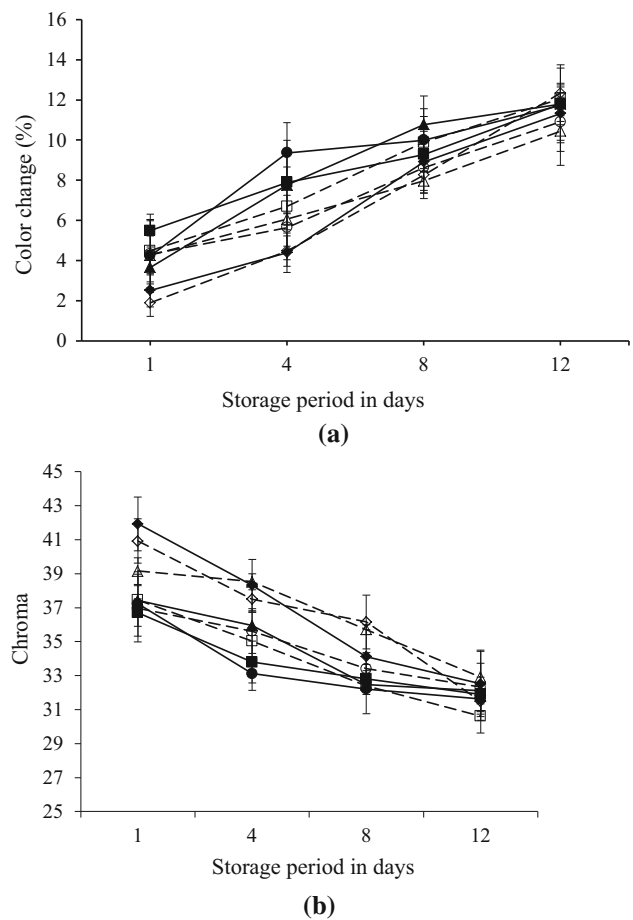 16
14
12
10
8
6
4
2
0
Color change (%)
1 4 8 12
Storage period in days
(a)
45
43
41
39
37
35
33
31
29
27
25
Chroma
1 4 8 12
Storage period in days
(b)